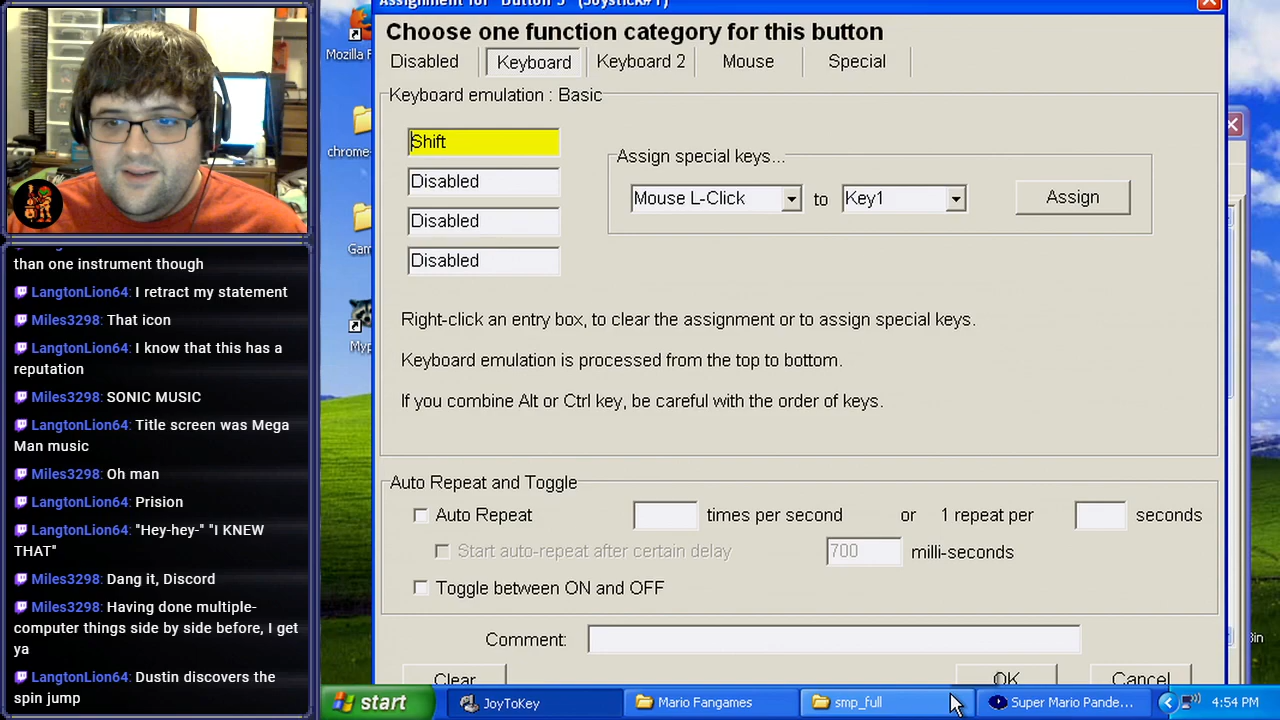 Assignment for "Button 5" (Joystick#1)
Choose one function category for this button
Disabled
Keyboard
Keyboard 2
Mouse
Special
Keyboard emulation : Basic
Shift
Disabled
Disabled
Disabled
Assign special keys...
Mouse L-Click
to
Key1
Assign
Right-click an entry box, to clear the assignment or to assign special keys.
Keyboard emulation is processed from the top to bottom.
If you combine Alt or Ctrl key, be careful with the order of keys.
Auto Repeat and Toggle
Auto Repeat
times per second
or
1 repeat per
seconds
Start auto-repeat after certain delay
700
milli-seconds
Toggle between ON and OFF
Comment:
Clear
OK
Cancel
Mozilla F
chrome-
Gam
Myp
Bin
than one instrument though
LangtonLion64: I retract my statement
Miles3298: That icon
LangtonLion64: I know that this has a
reputation
Miles3298: SONIC MUSIC
LangtonLion64: Title screen was Mega
Man music
Miles3298: Oh man
LangtonLion64: Prision
LangtonLion64: "Hey-hey-" "I KNEW
THAT"
Miles3298: Dang it, Discord
Miles3298: Having done multiple-
computer things side by side before, I get
ya
LangtonLion64: Dustin discovers the
spin jump
start
JoyToKey
Mario Fangames
smp_full
Super Mario Pande...
4:54 PM